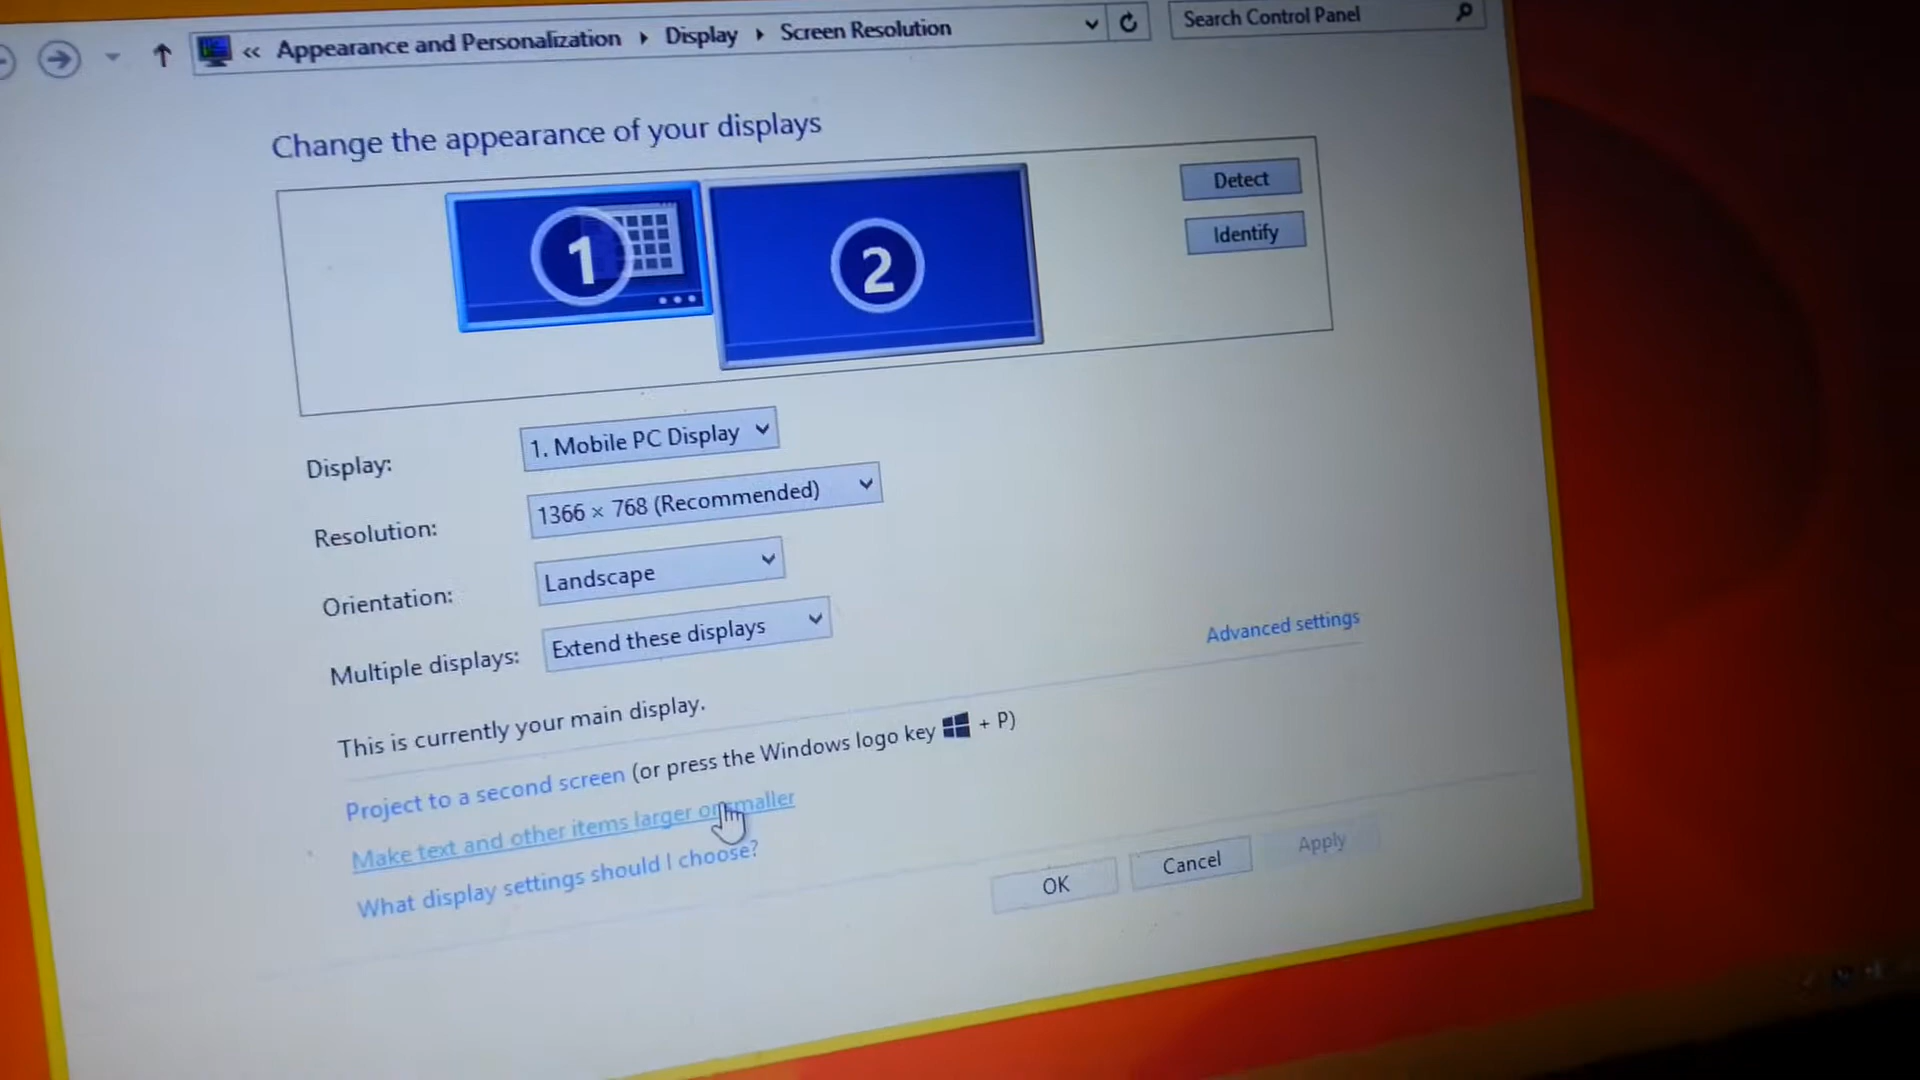 « Appearance and Personalization › Display › Screen Resolution
Search Control Panel
Change the appearance of your displays
1
2
Detect
Identify
Display: 1. Mobile PC Display
Resolution: 1366 × 768 (Recommended)
Orientation: Landscape
Multiple displays: Extend these displays
Advanced settings
This is currently your main display.
Project to a second screen (or press the Windows logo key + P)
Make text and other items larger or smaller
What display settings should I choose?
OK
Cancel
Apply